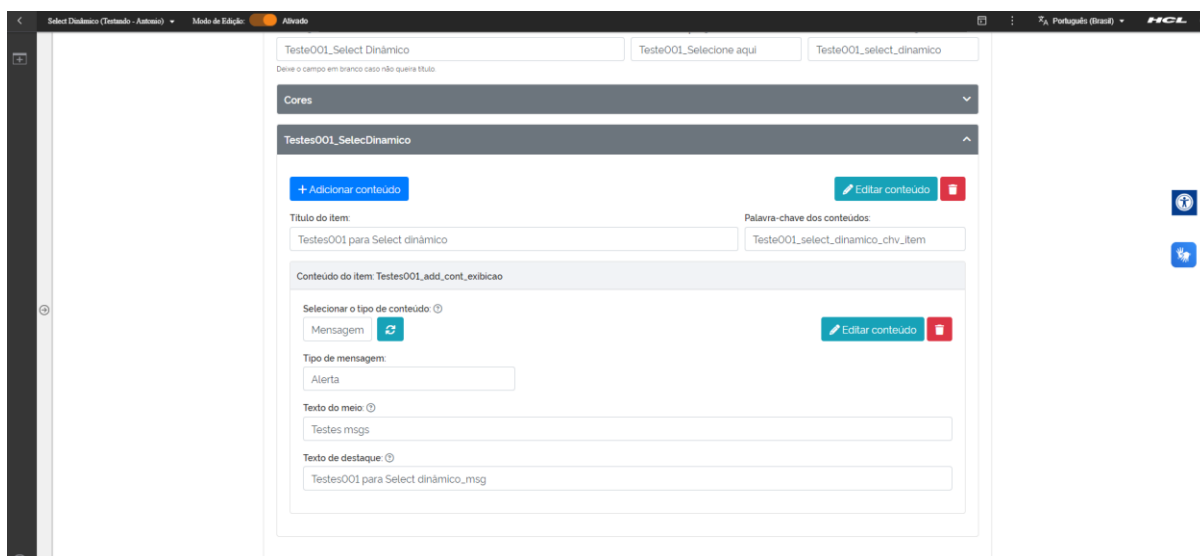 Select Dinâmico (Testando - Antonio)
Modo de Edição:
Ativado
Português (Brasil)
HCL
Teste001_Select Dinâmico
Teste001_Selecione aqui
Teste001_select_dinamico
Deixe o campo em branco caso não queira título.
Cores
Testes001_SelecDinamico
+ Adicionar conteúdo
Editar conteúdo
Título do item:
Palavra-chave dos conteúdos:
Testes001 para Select dinâmico
Teste001_select_dinamico_chv_item
Conteúdo do item: Testes001_add_cont_exibicao
Selecionar o tipo de conteúdo:
Mensagem
Editar conteúdo
Tipo de mensagem:
Alerta
Texto do meio:
Testes msgs
Texto de destaque:
Testes001 para Select dinâmico_msg